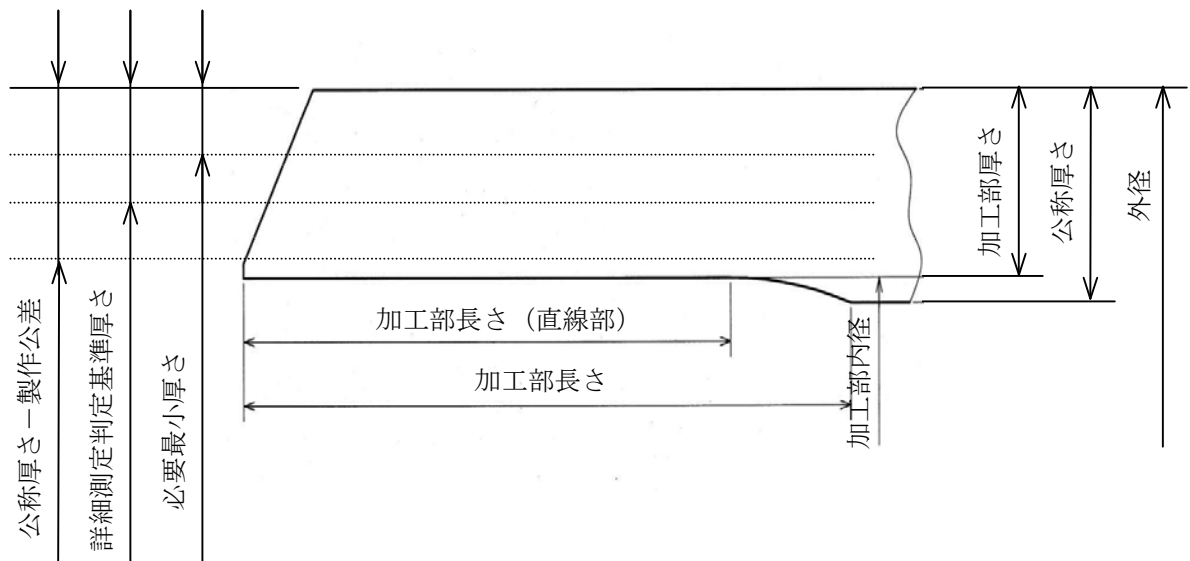 公称厚さ－製作公差
詳細測定判定基準厚さ
必要最小厚さ
加工部長さ（直線部）
加工部長さ
加工部内径
加工部厚さ
公称厚さ
外径